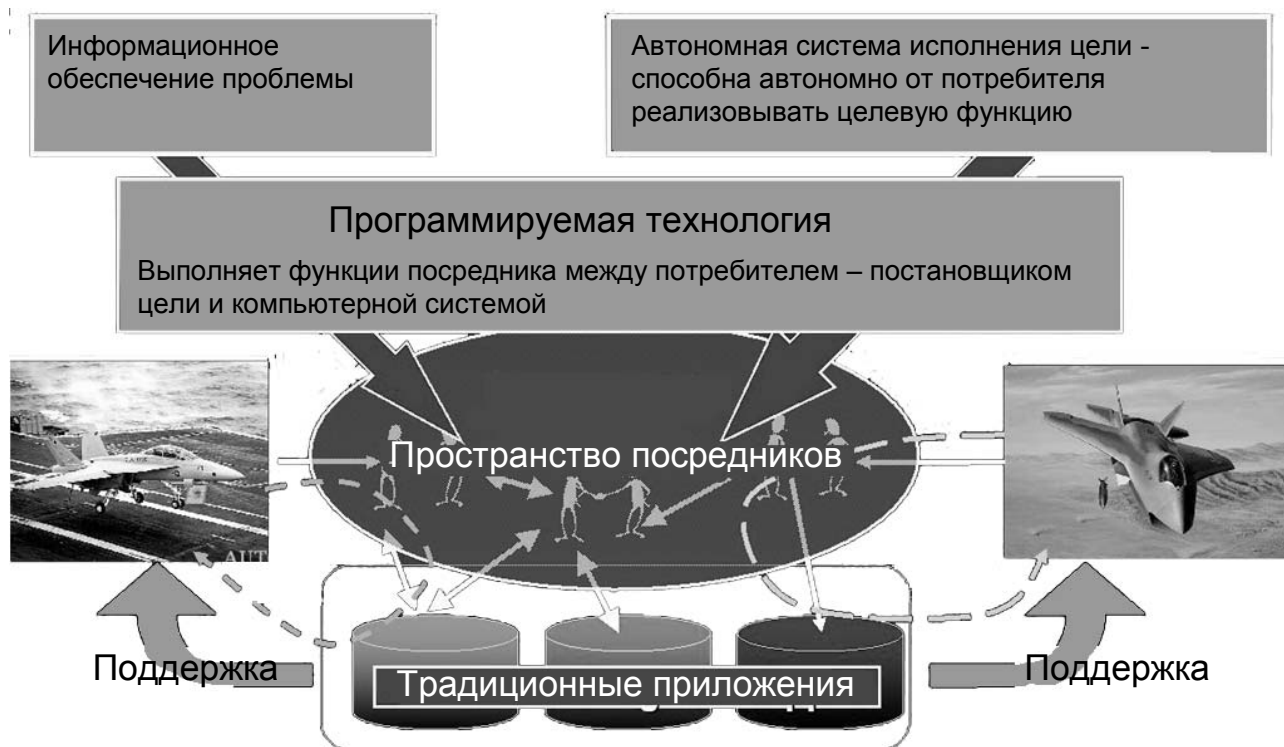 Информационное
обеспечение проблемы
Автономная система исполнения цели -
способна автономно от потребителя
реализовывать целевую функцию
Программируемая технология
Выполняет функции посредника между потребителем – постановщиком
цели и компьютерной системой
Пространство посредников
AUT
Поддержка
Традиционные приложения
Поддержка